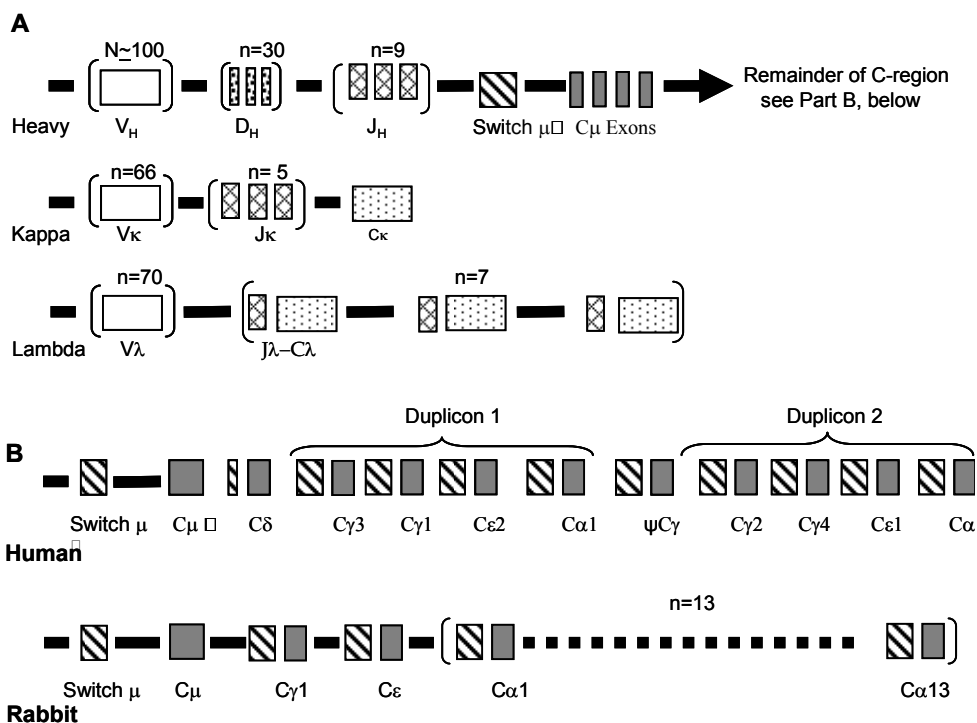 A
N~100 n=30 n=9
Remainder of C-region
see Part B, below
Heavy VH DH JH Switch μ□ Cμ Exons
n=66 n= 5
Kappa Vκ Jκ Cκ
n=70 n=7
Lambda Vλ Jλ–Cλ
Duplicon 1 Duplicon 2
B
Switch μ Cμ □ Cδ Cγ3 Cγ1 Cε2 Cα1 ψCγ Cγ2 Cγ4 Cε1 Cα
Human□
n=13
Switch μ Cμ Cγ1 Cε Cα1 Cα13
Rabbit